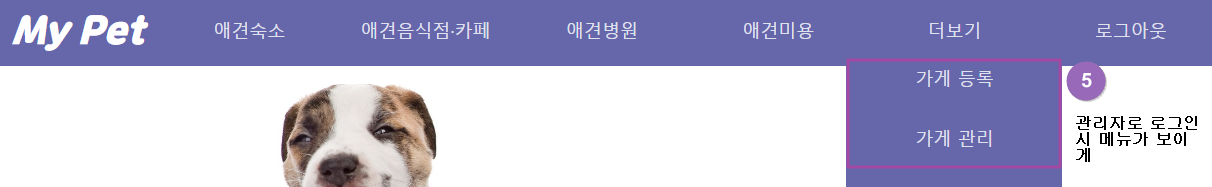 My Pet
애견숙소
애견음식점·카페
애견병원
애견미용
더보기
로그아웃
가게 등록
가게 관리
5
관리자로 로그인
시 메뉴가 보이
게